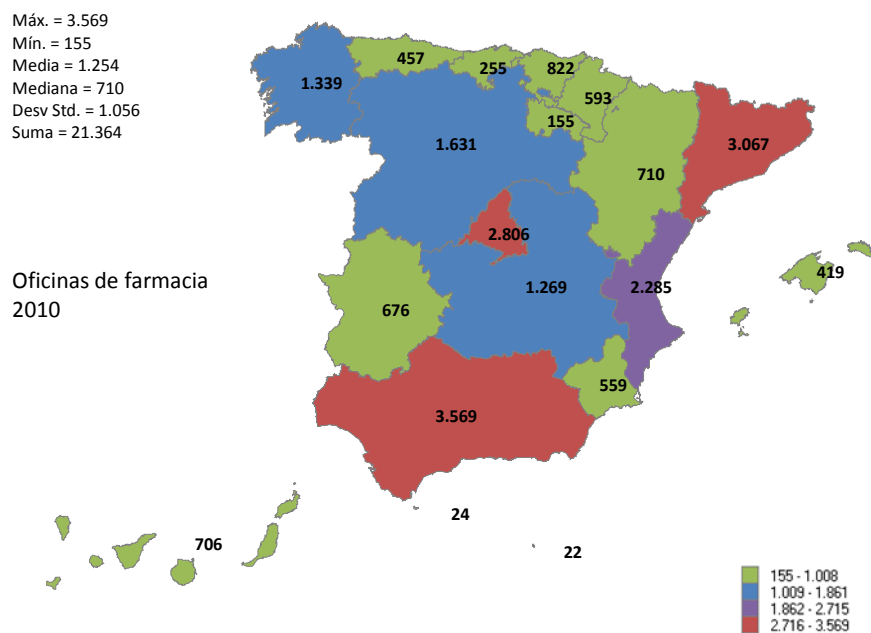 Máx. = 3.569
Mín. = 155
Media = 1.254
Mediana = 710
Desv Std. = 1.056
Suma = 21.364
457
255
822
1.339
593
155
1.631
3.067
710
2.806
419
Oficinas de farmacia
2010
1.269
2.285
676
559
3.569
24
706
22
155 - 1.008
1.009 - 1.861
1.862 - 2.715
2.716 - 3.569